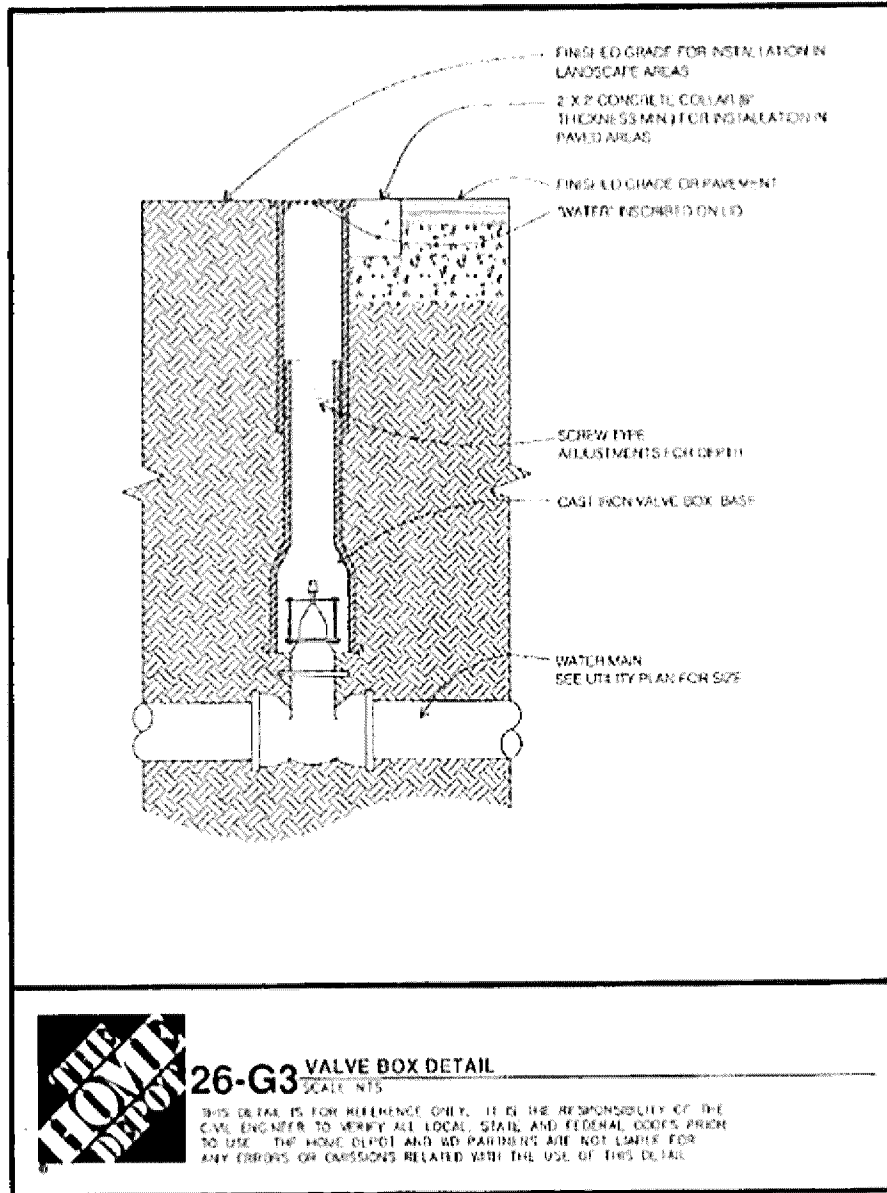 FINISHED GRADE FOR INSTALLATION IN
LANDSCAPE AREAS
2' X 2' CONCRETE COLLAR (6"
THICKNESS MIN.) FOR INSTALLATION IN
PAVED AREAS
FINISHED GRADE OR PAVEMENT
"WATER" INSCRIBED ON LID
SCREW TYPE
ADJUSTMENTS FOR DEPTH
CAST IRON VALVE BOX BASE
WATER MAIN
SEE UTILITY PLAN FOR SIZE
THE
HOME
DEPOT
®
26-G3 VALVE BOX DETAIL
SCALE: NTS
THIS DETAIL IS FOR REFERENCE ONLY. IT IS THE RESPONSIBILITY OF THE
CIVIL ENGINEER TO VERIFY ALL LOCAL, STATE, AND FEDERAL CODES PRIOR
TO USE. THE HOME DEPOT AND WD PARTNERS ARE NOT LIABLE FOR
ANY ERRORS OR OMISSIONS RELATED WITH THE USE OF THIS DETAIL